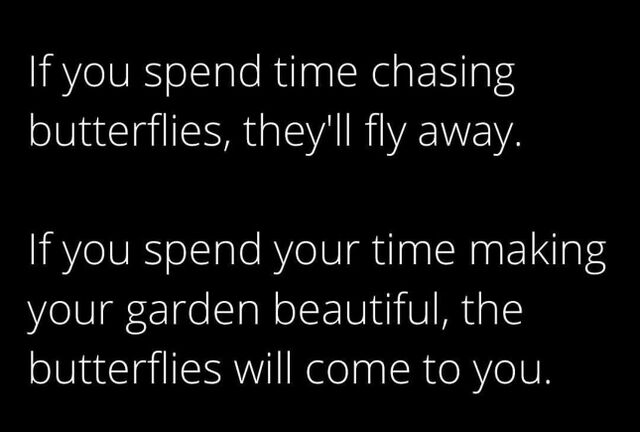 If you spend time chasing
butterflies, they'll fly away.
If you spend your time making
your garden beautiful, the
butterflies will come to you.